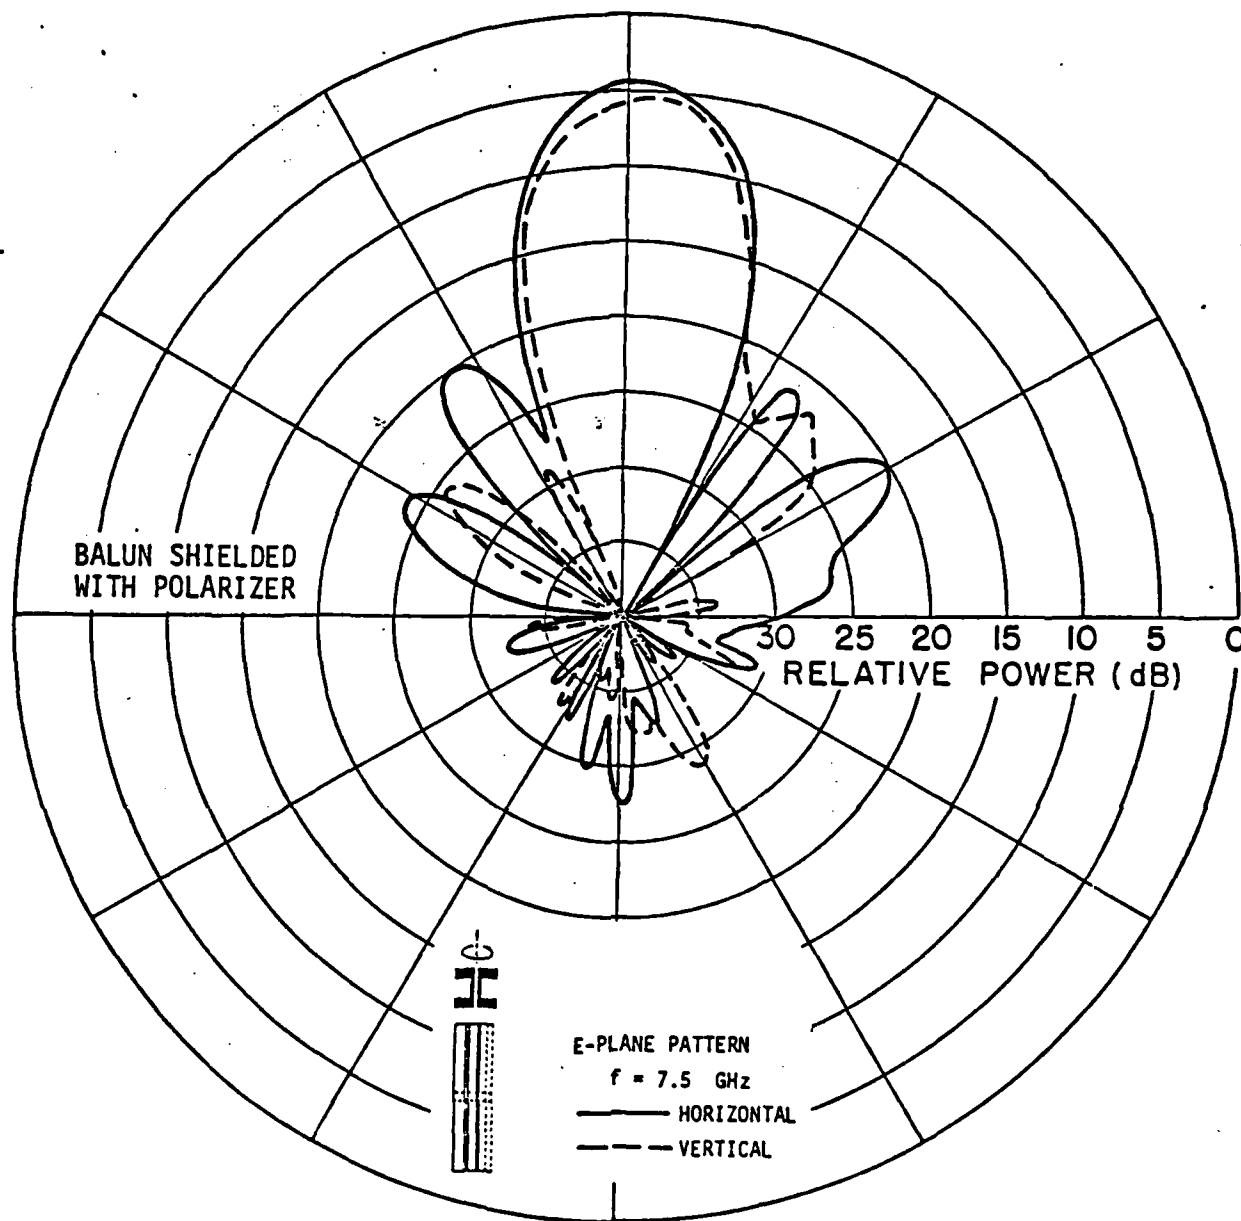 BALUN SHIELDED
WITH POLARIZER
30 25 20 15 10 5 0
RELATIVE POWER (dB)
E-PLANE PATTERN
f = 7.5 GHz
HORIZONTAL
VERTICAL